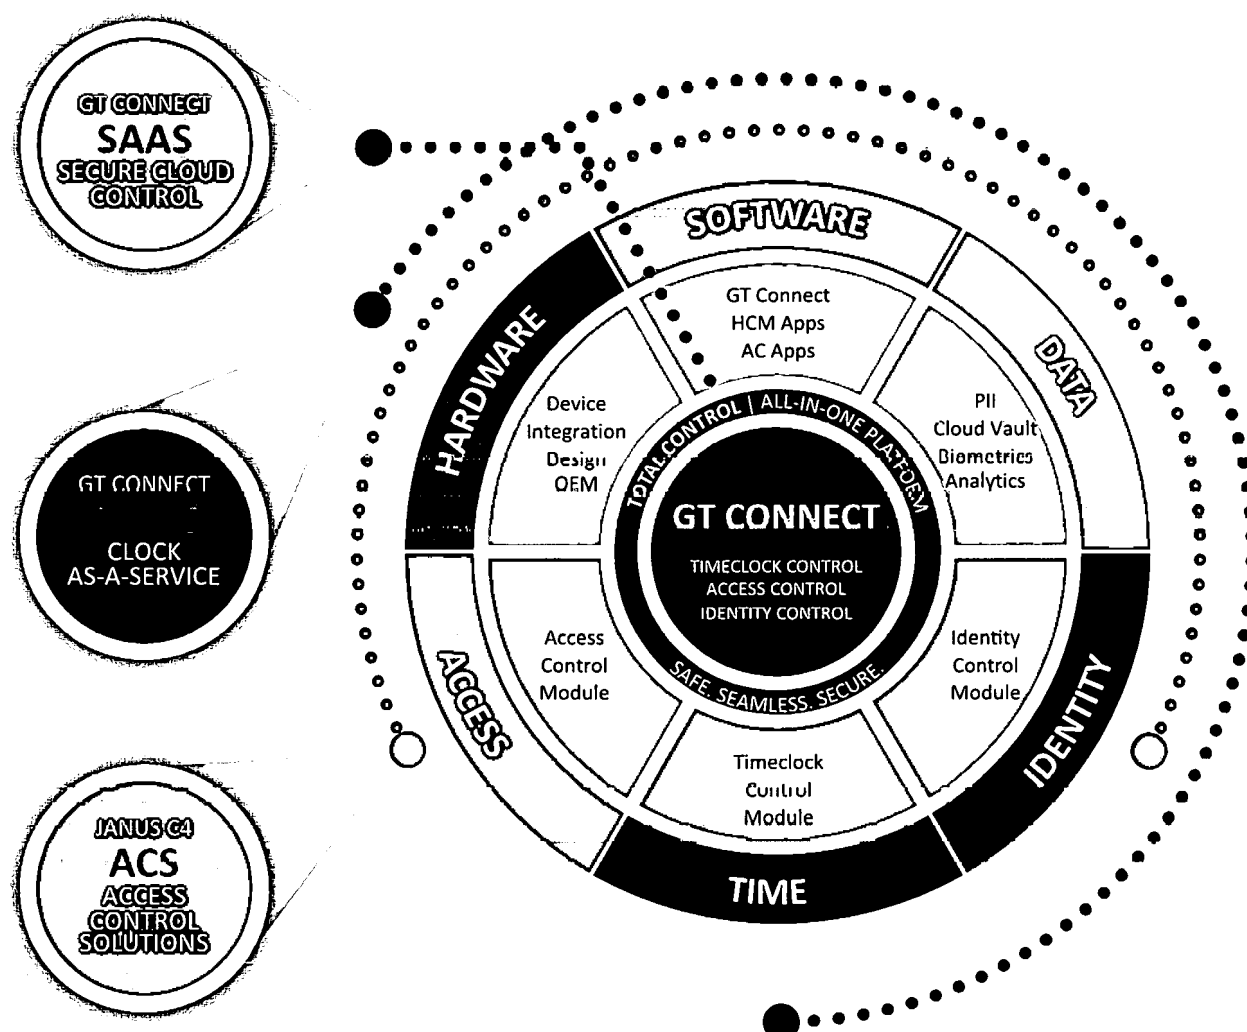 GT CONNECT
SAAS
SECURE CLOUD
CONTROL
GT CONNECT
CLOCK
AS-A-SERVICE
JANUS C4
ACS
ACCESS
CONTROL
SOLUTIONS
SOFTWARE
GT Connect
HCM Apps
AC Apps
HARDWARE
Device
Integration
Design
OEM
DATA
PII
Cloud Vault
Biometrics
Analytics
TOTAL CONTROL | ALL-IN-ONE PLATFORM
GT CONNECT
TIMECLOCK CONTROL
ACCESS CONTROL
IDENTITY CONTROL
SAFE. SEAMLESS. SECURE.
ACCESS
Access
Control
Module
IDENTITY
Identity
Control
Module
Timeclock
Control
Module
TIME